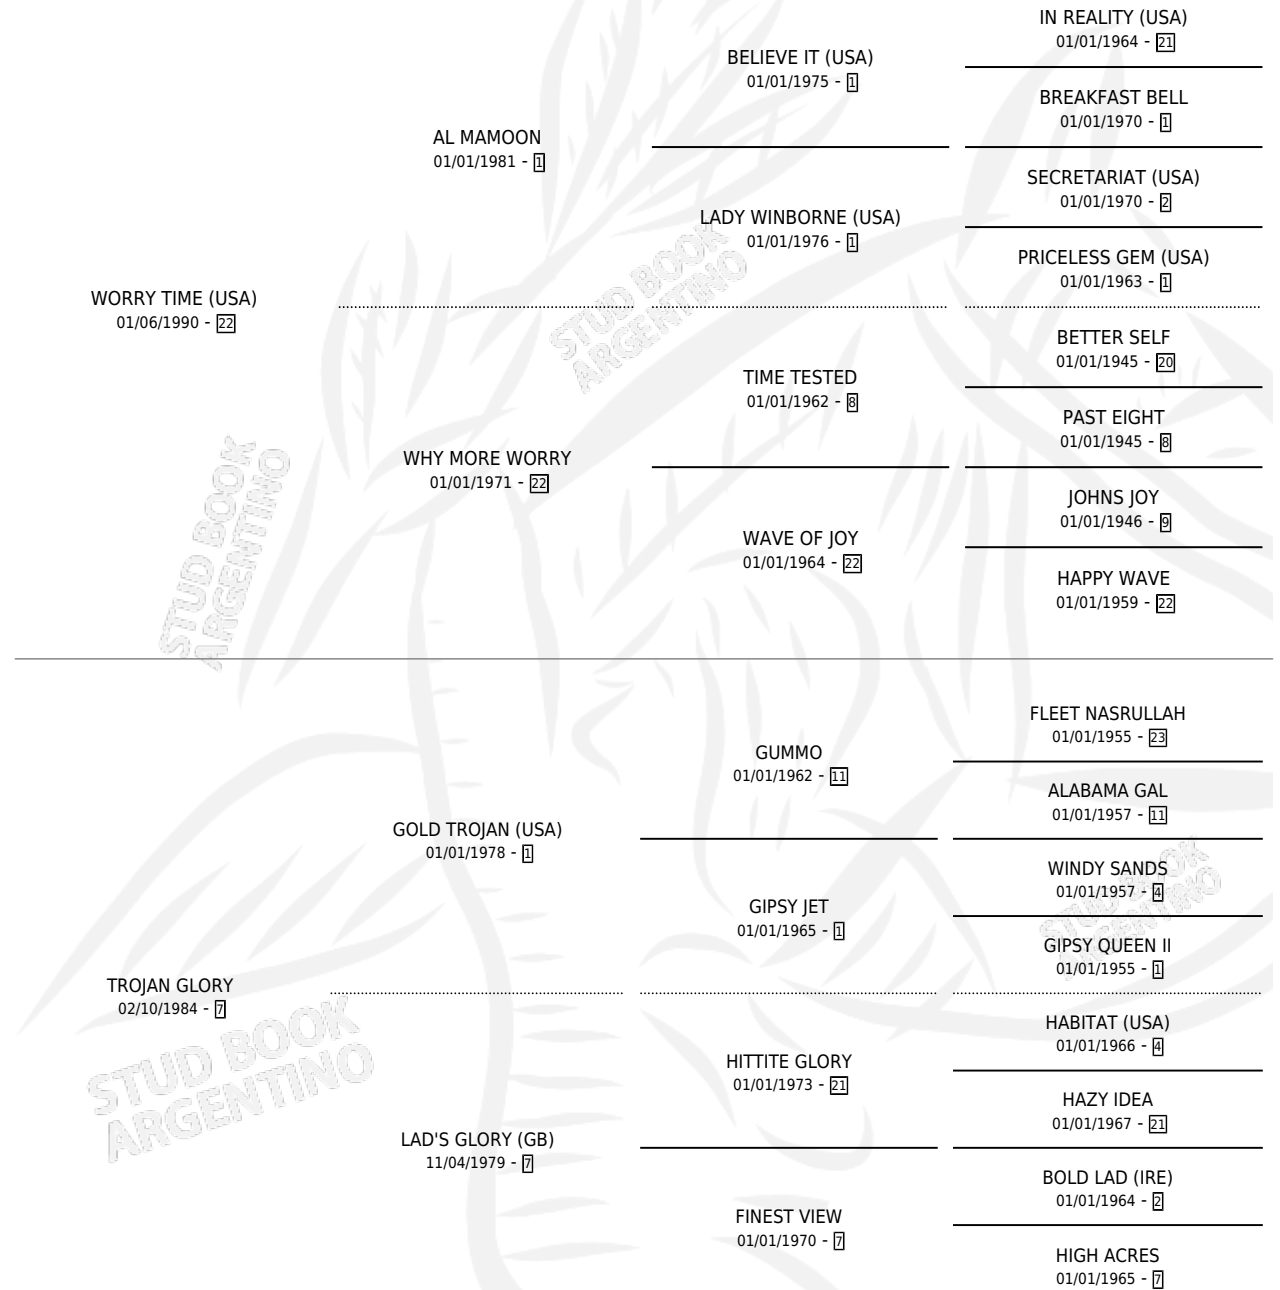 IN REALITY (USA)
01/01/1964 - 21
BELIEVE IT (USA)
01/01/1975 - 1
BREAKFAST BELL
01/01/1970 - 1
AL MAMOON
01/01/1981 - 1
SECRETARIAT (USA)
01/01/1970 - 2
LADY WINBORNE (USA)
01/01/1976 - 1
PRICELESS GEM (USA)
01/01/1963 - 1
WORRY TIME (USA)
01/06/1990 - 22
STUD BOOK
ARGENTINO
BETTER SELF
01/01/1945 - 20
TIME TESTED
01/01/1962 - 8
PAST EIGHT
01/01/1945 - 8
WHY MORE WORRY
01/01/1971 - 22
JOHNS JOY
01/01/1946 - 9
WAVE OF JOY
01/01/1964 - 22
HAPPY WAVE
01/01/1959 - 22
STUD BOOK
ARGENTINO
FLEET NASRULLAH
01/01/1955 - 23
GUMMO
01/01/1962 - 11
ALABAMA GAL
01/01/1957 - 11
GOLD TROJAN (USA)
01/01/1978 - 1
WINDY SANDS
01/01/1957 - 4
GIPSY JET
01/01/1965 - 1
STUD BOOK
ARGENTINO
GIPSY QUEEN II
01/01/1955 - 1
TROJAN GLORY
02/10/1984 - 7
HABITAT (USA)
01/01/1966 - 4
HITTITE GLORY
01/01/1973 - 21
HAZY IDEA
01/01/1967 - 21
STUD BOOK
ARGENTINO
LAD'S GLORY (GB)
11/04/1979 - 7
BOLD LAD (IRE)
01/01/1964 - 2
FINEST VIEW
01/01/1970 - 7
HIGH ACRES
01/01/1965 - 7